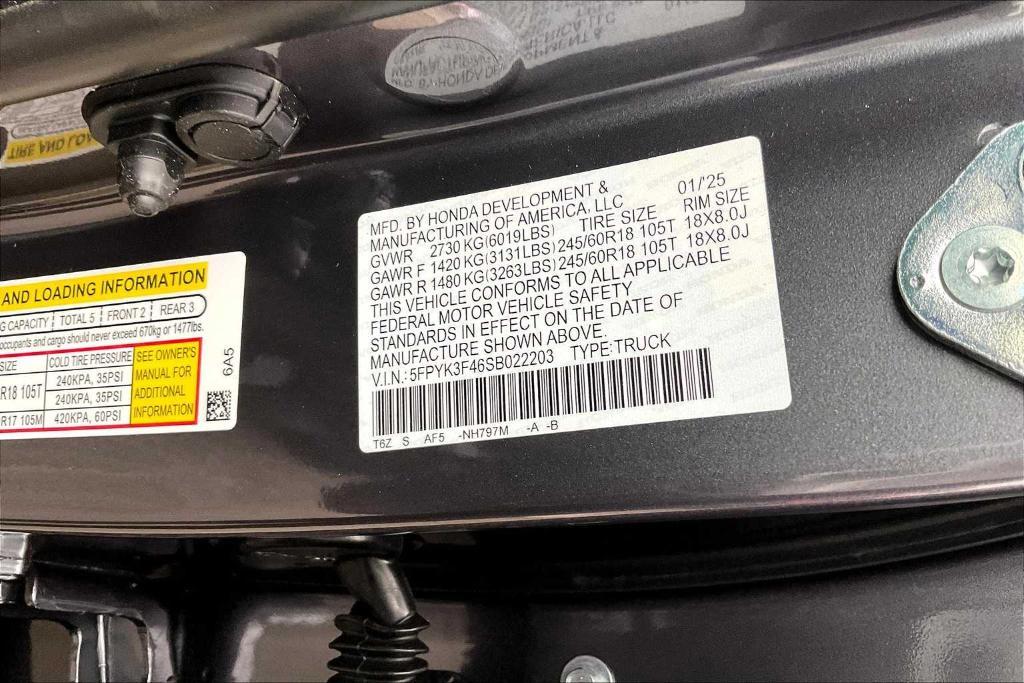 MFD. BY HONDA DEVELOPMENT & 01/'25
MANUFACTURING OF AMERICA, LLC
GVWR 2730 KG(6019LBS) TIRE SIZE RIM SIZE
GAWR F 1420 KG(3131LBS) 245/60R18 105T 18X8.0J
GAWR R 1480 KG(3263LBS) 245/60R18 105T 18X8.0J
THIS VEHICLE CONFORMS TO ALL APPLICABLE
FEDERAL MOTOR VEHICLE SAFETY
STANDARDS IN EFFECT ON THE DATE OF
MANUFACTURE SHOWN ABOVE.
V.I.N.: 5FPYK3F46SB022203 TYPE:TRUCK
T6Z S AF5 -NH797M -A -B
AND LOADING INFORMATION
CAPACITY TOTAL 5 FRONT 2 REAR 3
occupants and cargo should never exceed 670kg or 1477lbs.
SIZE COLD TIRE PRESSURE SEE OWNER'S
MANUAL FOR
ADDITIONAL
INFORMATION
R18 105T 240KPA, 35PSI
240KPA, 35PSI
R17 105M 420KPA, 60PSI
6A5